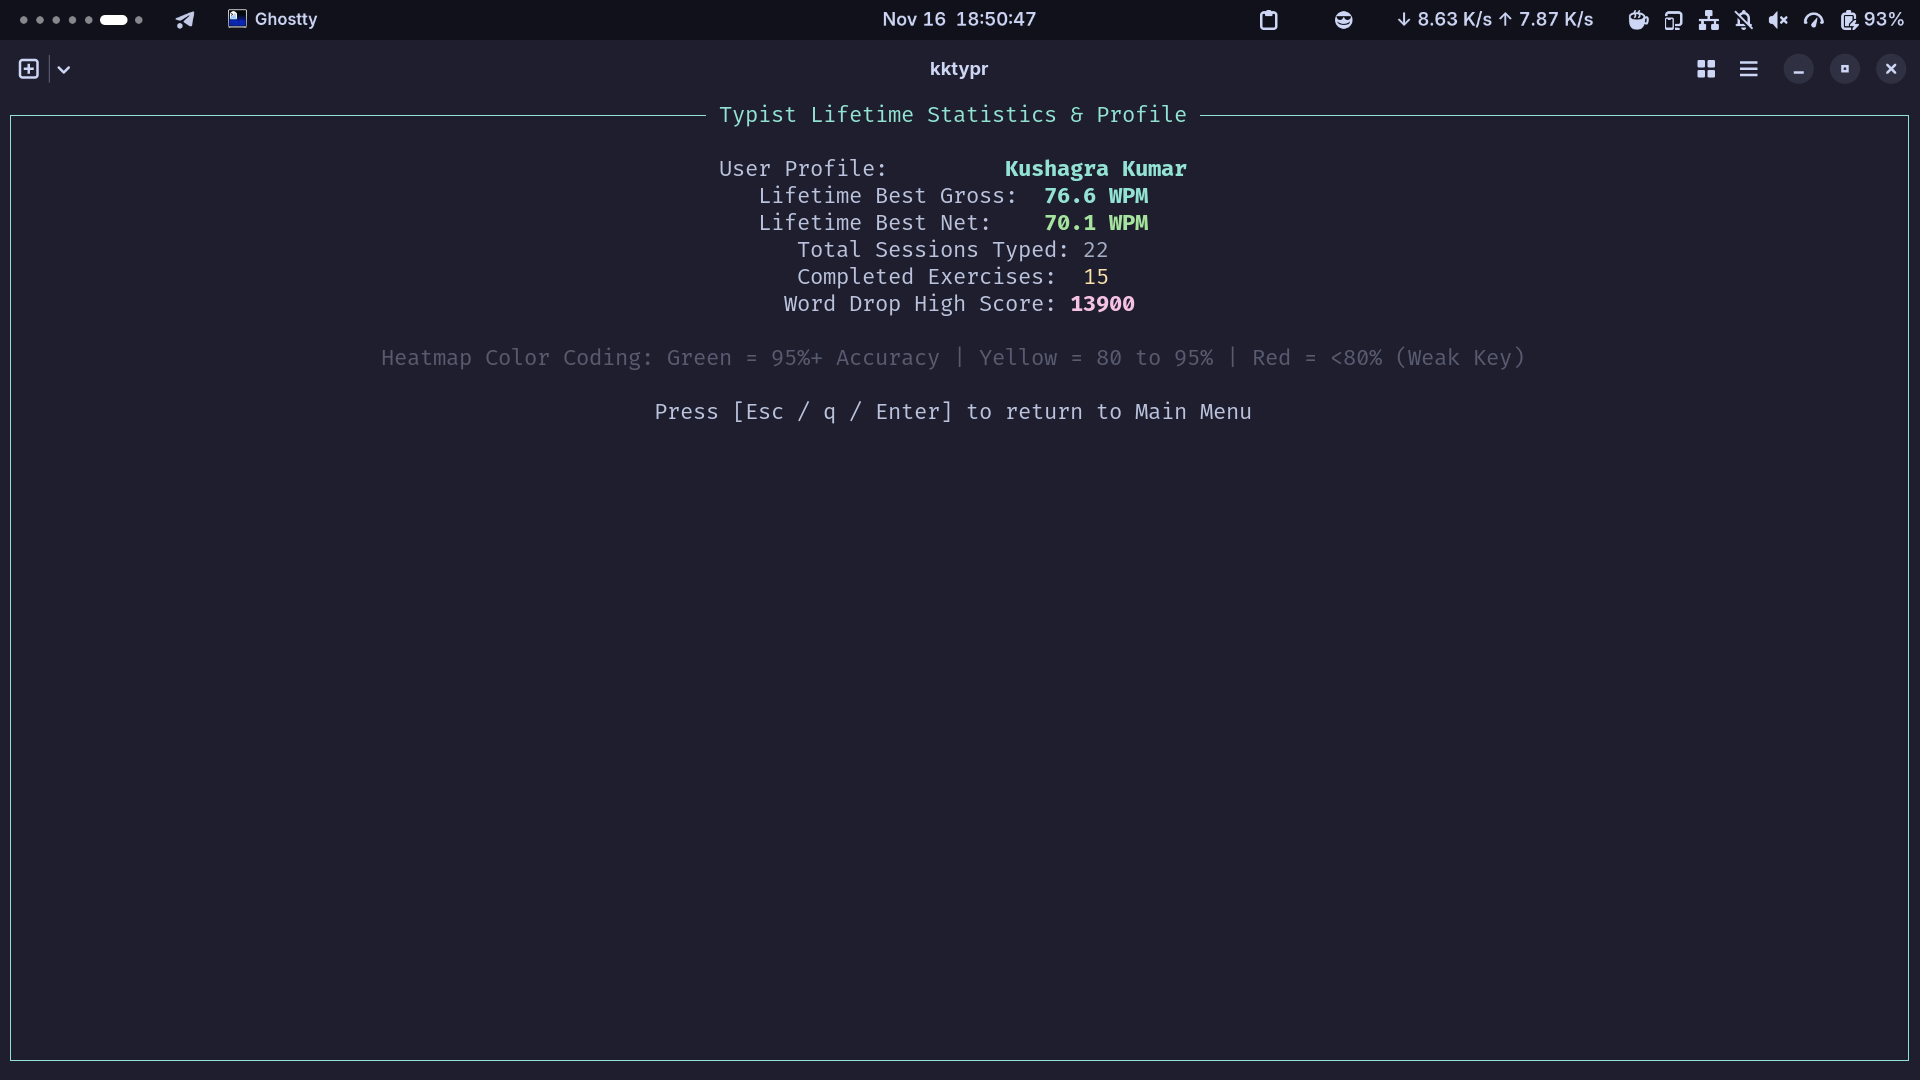 Ghostty
Nov 16 18:50:47
↓ 8.63 K/s ↑ 7.87 K/s
93%
kktypr
Typist Lifetime Statistics & Profile
User Profile: Kushagra Kumar
Lifetime Best Gross: 76.6 WPM
Lifetime Best Net: 70.1 WPM
Total Sessions Typed: 22
Completed Exercises: 15
Word Drop High Score: 13900
Heatmap Color Coding: Green = 95%+ Accuracy | Yellow = 80 to 95% | Red = <80% (Weak Key)
Press [Esc / q / Enter] to return to Main Menu